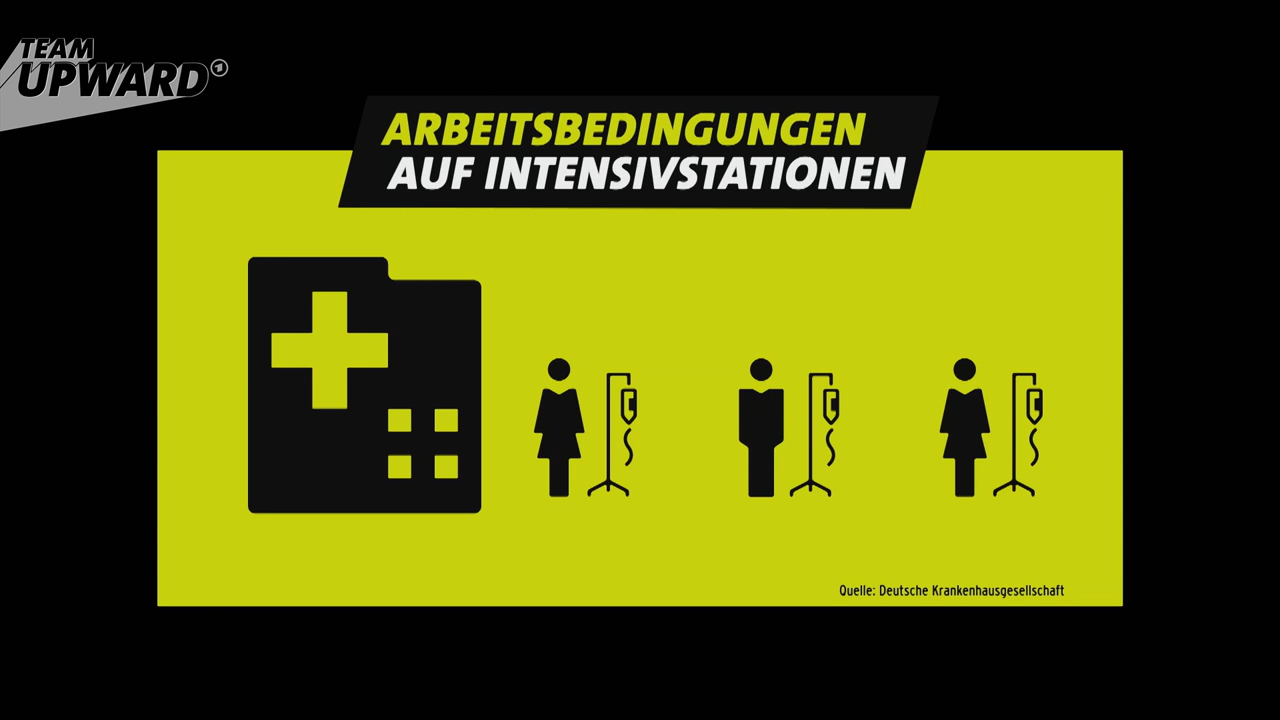 TEAM
UPWARD
ARBEITSBEDINGUNGEN
AUF INTENSIVSTATIONEN
Quelle: Deutsche Krankenhausgesellschaft